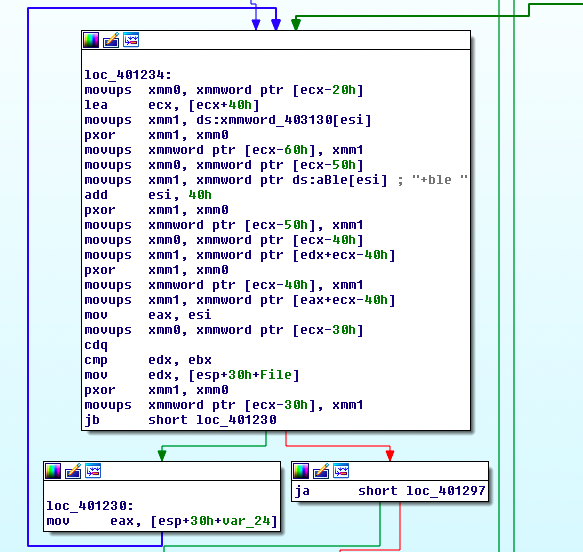 loc_401234:
movups xmm0, xmmword ptr [ecx-20h]
lea ecx, [ecx+40h]
movups xmm1, ds:xmmword_403130[esi]
pxor xmm1, xmm0
movups xmmword ptr [ecx-60h], xmm1
movups xmm0, xmmword ptr [ecx-50h]
movups xmm1, xmmword ptr ds:aBle[esi] ; "+ble "
add esi, 40h
pxor xmm1, xmm0
movups xmmword ptr [ecx-50h], xmm1
movups xmm0, xmmword ptr [ecx-40h]
movups xmm1, xmmword ptr [edx+ecx-40h]
pxor xmm1, xmm0
movups xmmword ptr [ecx-40h], xmm1
movups xmm1, xmmword ptr [eax+ecx-40h]
mov eax, esi
movups xmm0, xmmword ptr [ecx-30h]
cdq
cmp edx, ebx
mov edx, [esp+30h+File]
pxor xmm1, xmm0
movups xmmword ptr [ecx-30h], xmm1
jb short loc_401230
loc_401230:
mov eax, [esp+30h+var_24]
ja short loc_401297